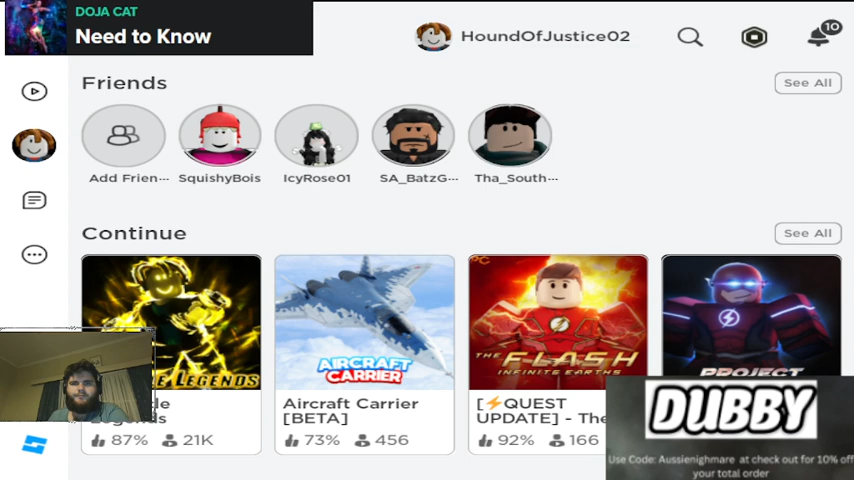 DOJA CAT
Need to Know
HoundOfJustice02
10
Friends
See All
Add Frien...
SquishyBois
IcyRose01
SA_BatzG...
Tha_South...
Continue
See All
LEGENDS
AIRCRAFT
CARRIER
PC
THE FLASH
INFINITE EARTHS
PROJECT
Legends
87% 21K
Aircraft Carrier
[BETA]
73% 456
[⚡QUEST
UPDATE] - The
92% 166
DUBBY
Use Code: Aussienighmare at check out for 10% off
your total order